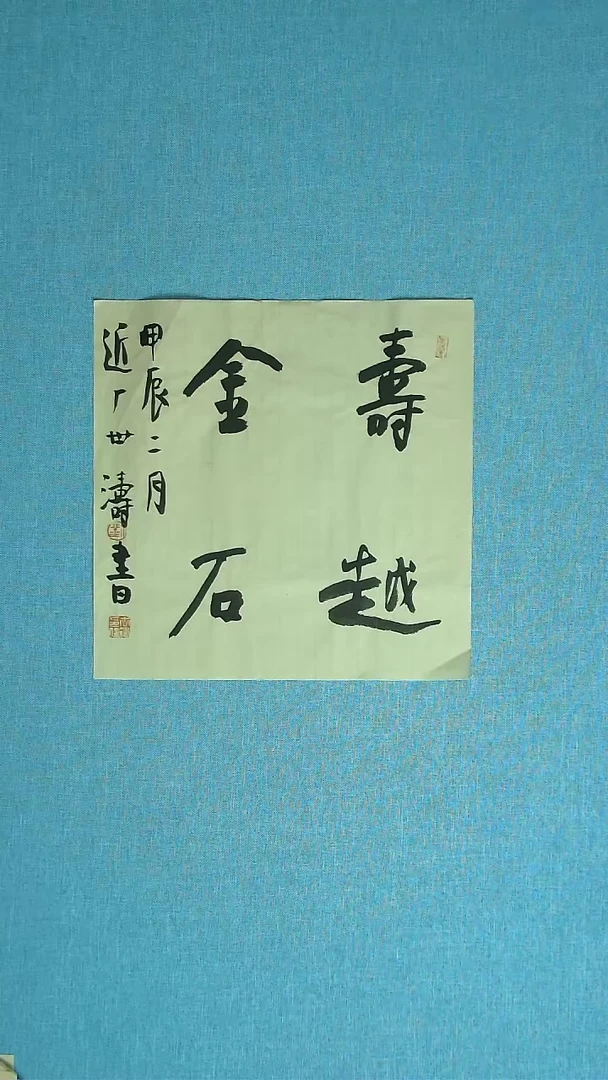 壽越
金石
甲辰二月
近厂世濤書